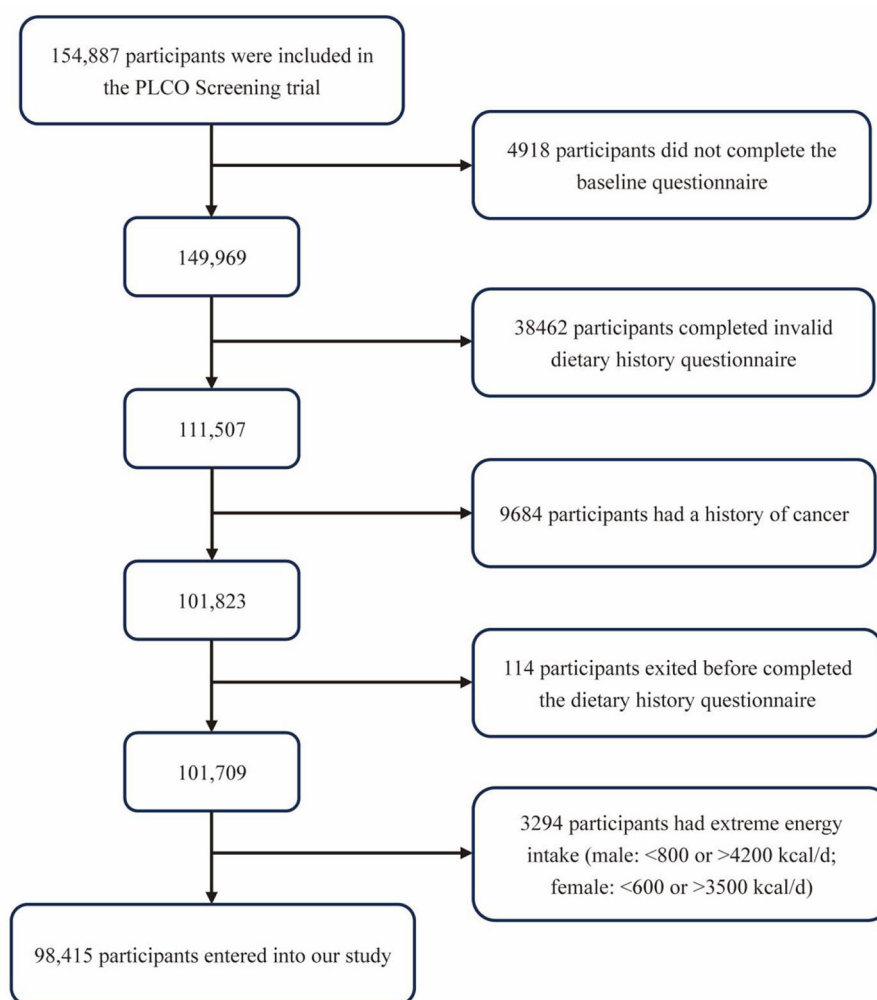 154,887 participants were included in
the PLCO Screening trial
4918 participants did not complete the
baseline questionnaire
149,969
38462 participants completed invalid
dietary history questionnaire
111,507
9684 participants had a history of cancer
101,823
114 participants exited before completed
the dietary history questionnaire
101,709
3294 participants had extreme energy
intake (male: <800 or >4200 kcal/d;
female: <600 or >3500 kcal/d)
98,415 participants entered into our study